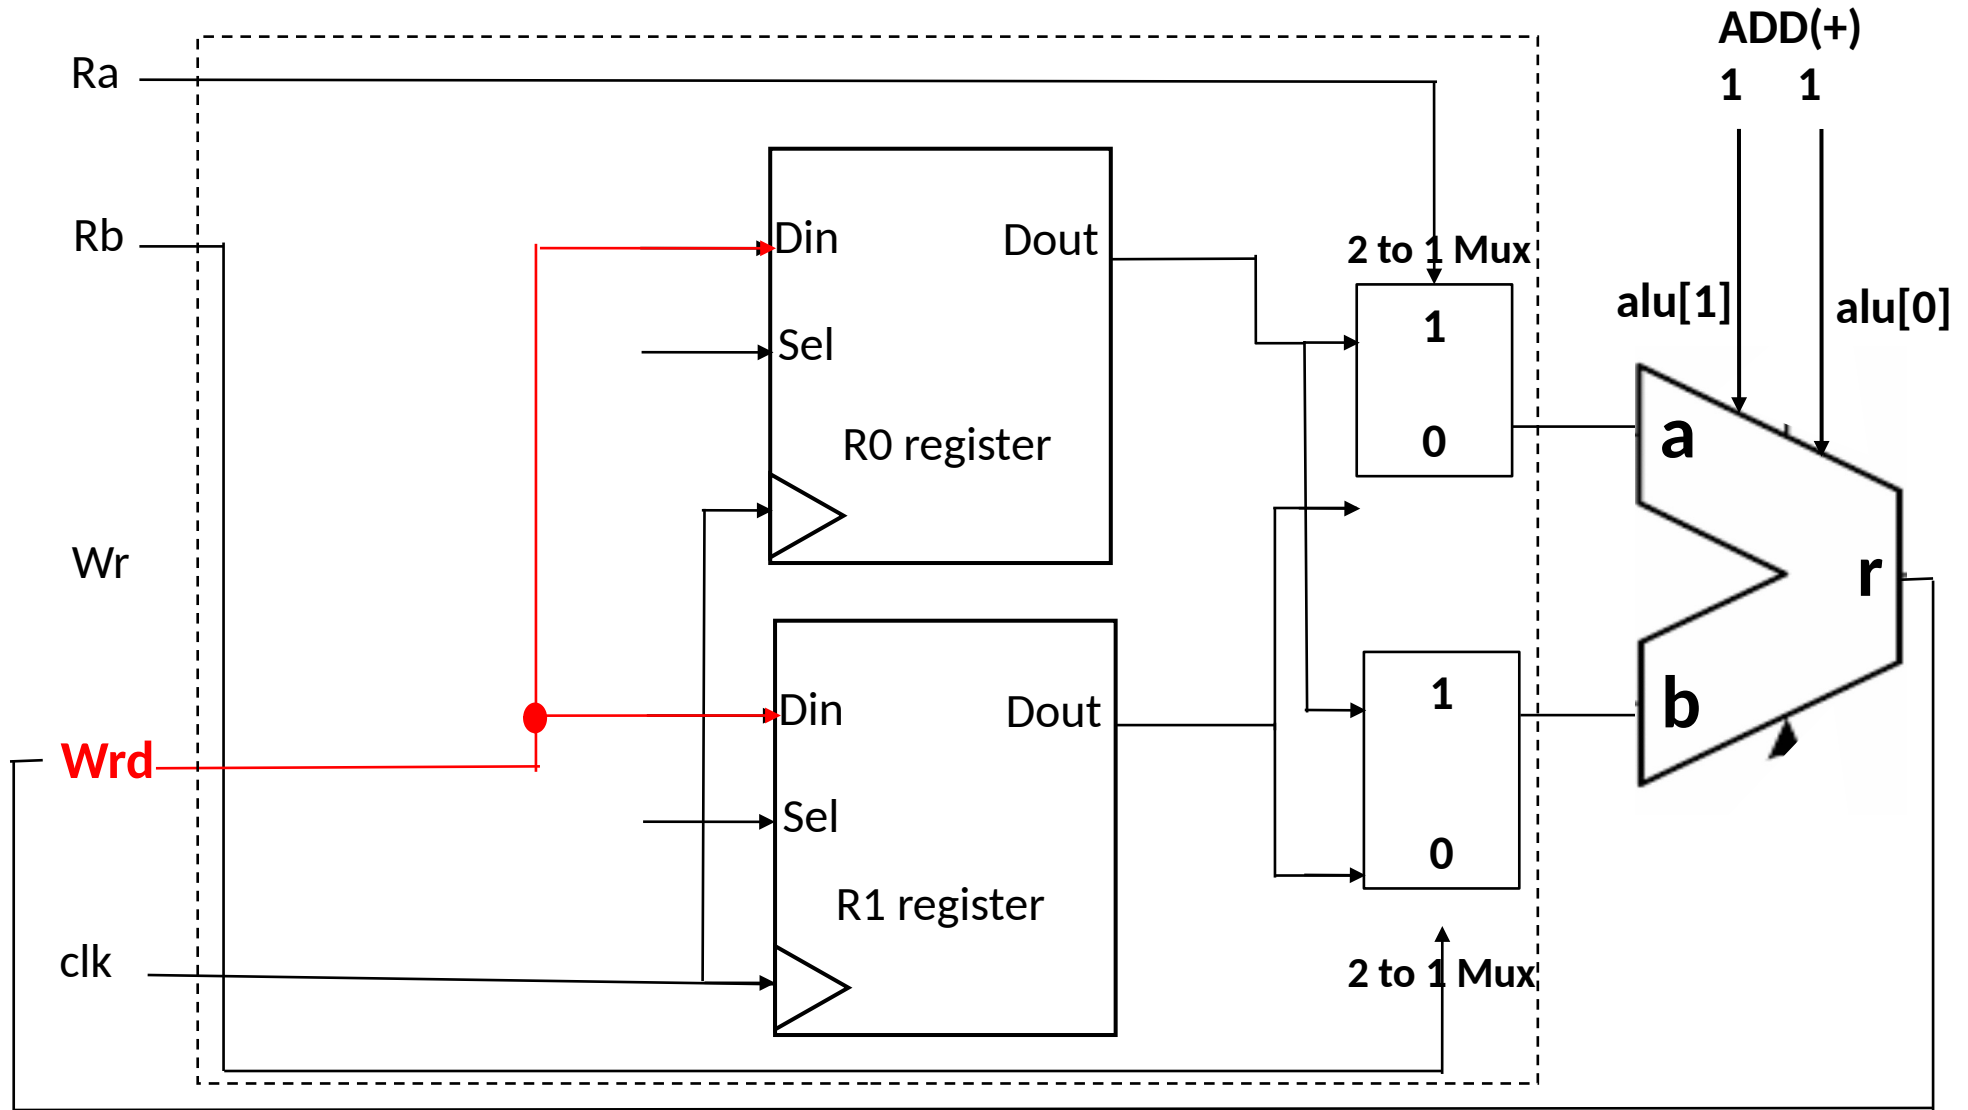 ADD(+)
1 1
Ra
Rb
Din
Dout
2 to 1 Mux
alu[1]
alu[0]
Sel
1
R0 register
0
a
Wr
r
Din
Dout
1
b
Wrd
Sel
0
R1 register
clk
2 to 1 Mux